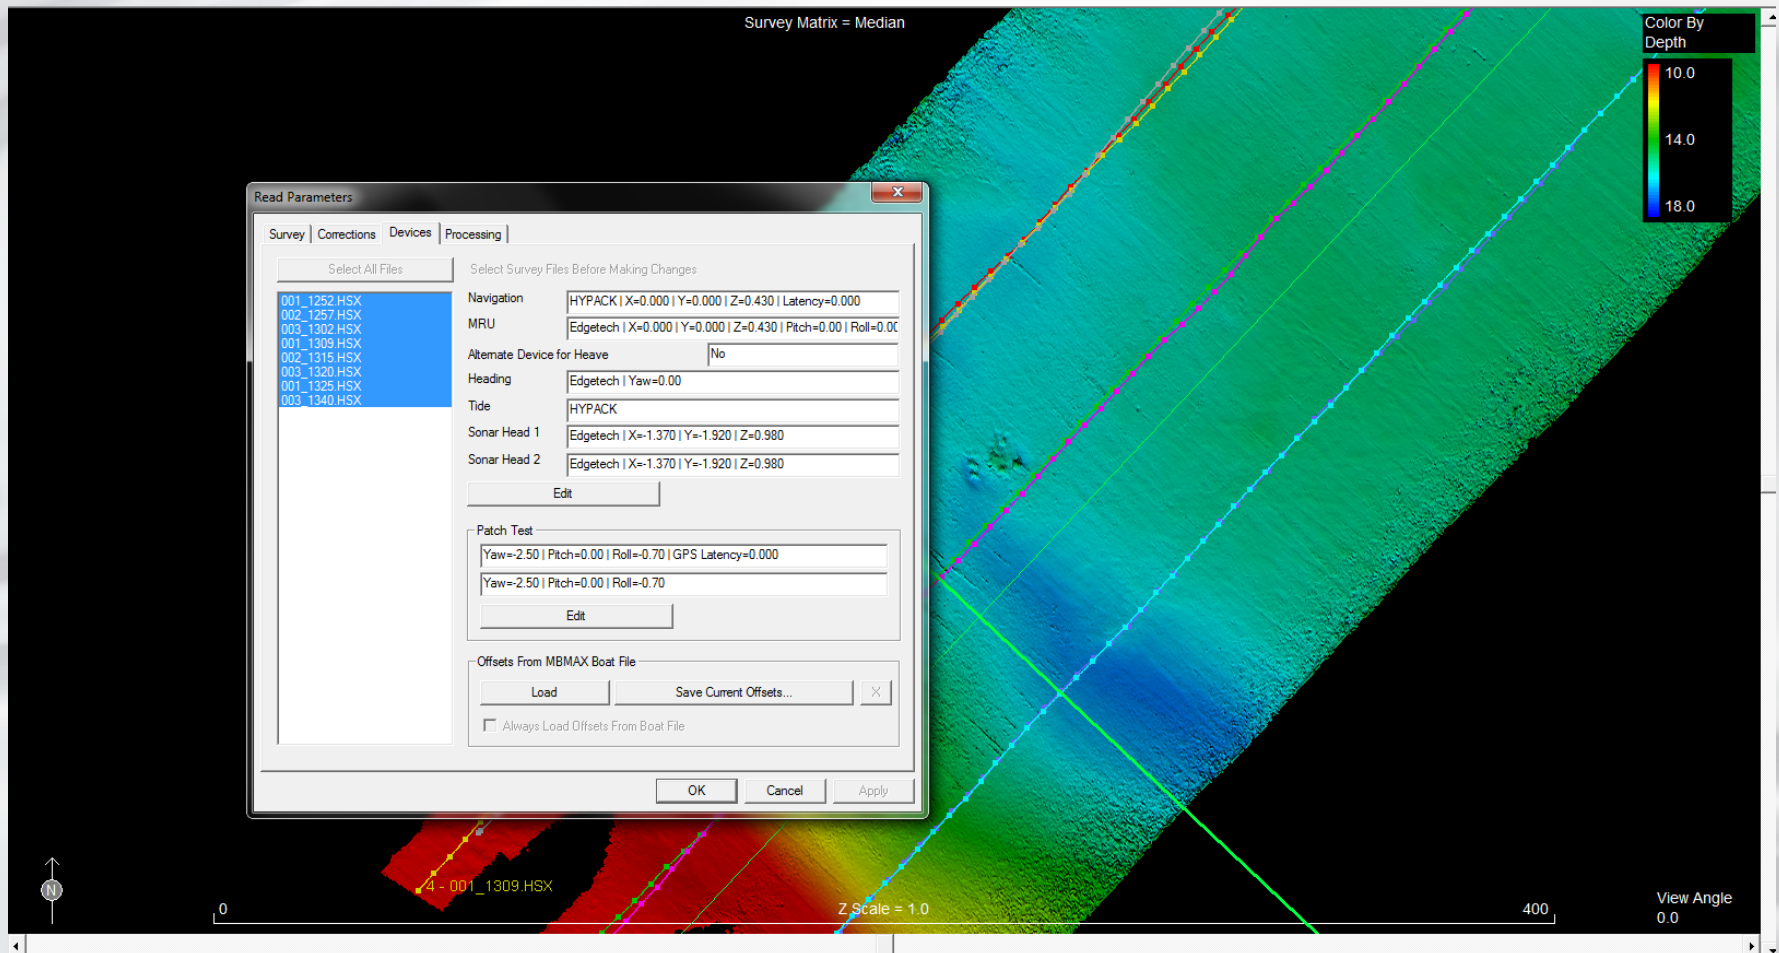 Survey Matrix = Median
Color By
Depth
10.0
14.0
18.0
Read Parameters
Survey
Corrections
Devices
Processing
Select All Files
Select Survey Files Before Making Changes
001_1252.HSX
002_1257.HSX
003_1302.HSX
001_1309.HSX
002_1315.HSX
003_1320.HSX
001_1325.HSX
003_1340.HSX
Navigation
HYPACK | X=0.000 | Y=0.000 | Z=0.430 | Latency=0.000
MRU
Edgetech | X=0.000 | Y=0.000 | Z=0.430 | Pitch=0.00 | Roll=0.00
Alternate Device for Heave
No
Heading
Edgetech | Yaw=0.00
Tide
HYPACK
Sonar Head 1
Edgetech | X=-1.370 | Y=-1.920 | Z=0.980
Sonar Head 2
Edgetech | X=-1.370 | Y=-1.920 | Z=0.980
Edit
Patch Test
Yaw=-2.50 | Pitch=0.00 | Roll=-0.70 | GPS Latency=0.000
Yaw=-2.50 | Pitch=0.00 | Roll=-0.70
Edit
Offsets From MBMAX Boat File
Load
Save Current Offsets...
X
Always Load Offsets From Boat File
OK
Cancel
Apply
4 - 001_1309.HSX
N
0
Z Scale = 1.0
400
View Angle
0.0